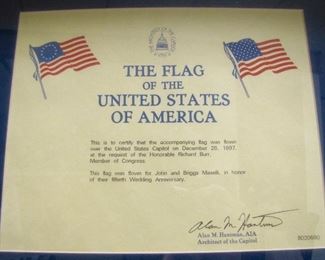 THE FLAG
OF THE
UNITED STATES
OF AMERICA
This is to certify that the accompanying flag was flown
over the United States Capitol on December 26, 1997,
at the request of the Honorable Richard Burr,
Member of Congress.
This flag was flown for John and Briggs Maselli, in honor
of their fiftieth Wedding Anniversary.
Alan M. Hantman
Alan M. Hantman, AIA
Architect of the Capitol